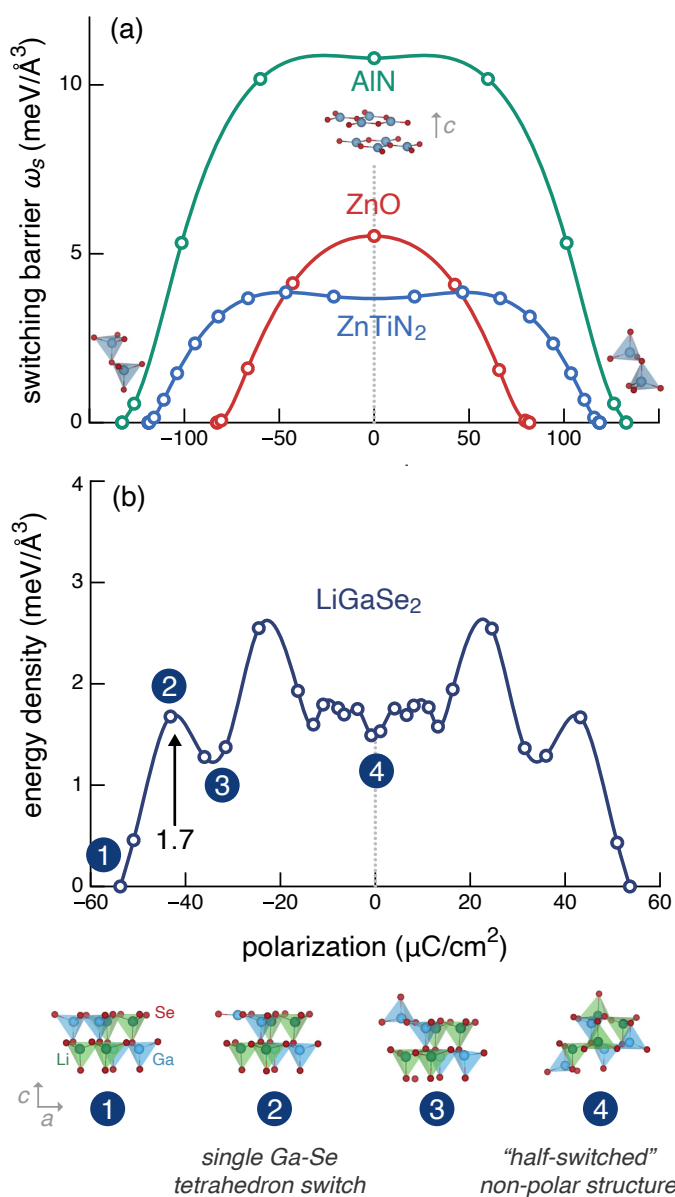 (a)
switching barrier ωs (meV/Å3)
10
5
0
AlN
c
ZnO
ZnTiN2
−100
−50
0
50
100
(b)
energy density (meV/Å3)
4
3
2
1
0
LiGaSe2
2
3
4
1.7
1
−60
−40
−20
0
20
40
60
polarization (μC/cm2)
Se
Li
Ga
c
a
1
2
3
4
single Ga-Se
tetrahedron switch
“half-switched”
non-polar structure